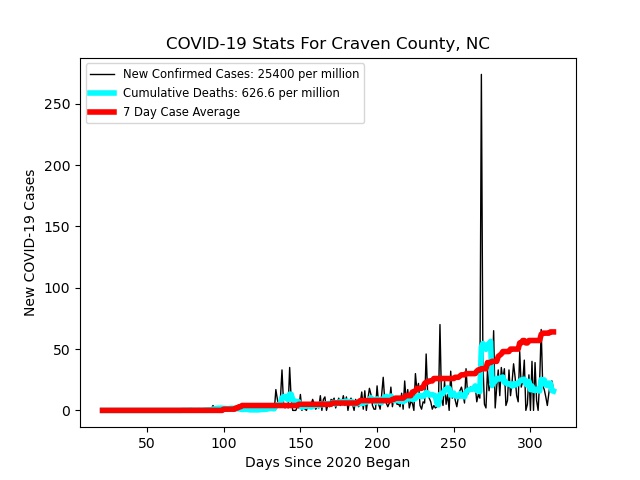 COVID-19 Stats For Craven County, NC
New Confirmed Cases: 25400 per million
Cumulative Deaths: 626.6 per million
7 Day Case Average
New COVID-19 Cases
250
200
150
100
50
0
50 100 150 200 250 300
Days Since 2020 Began